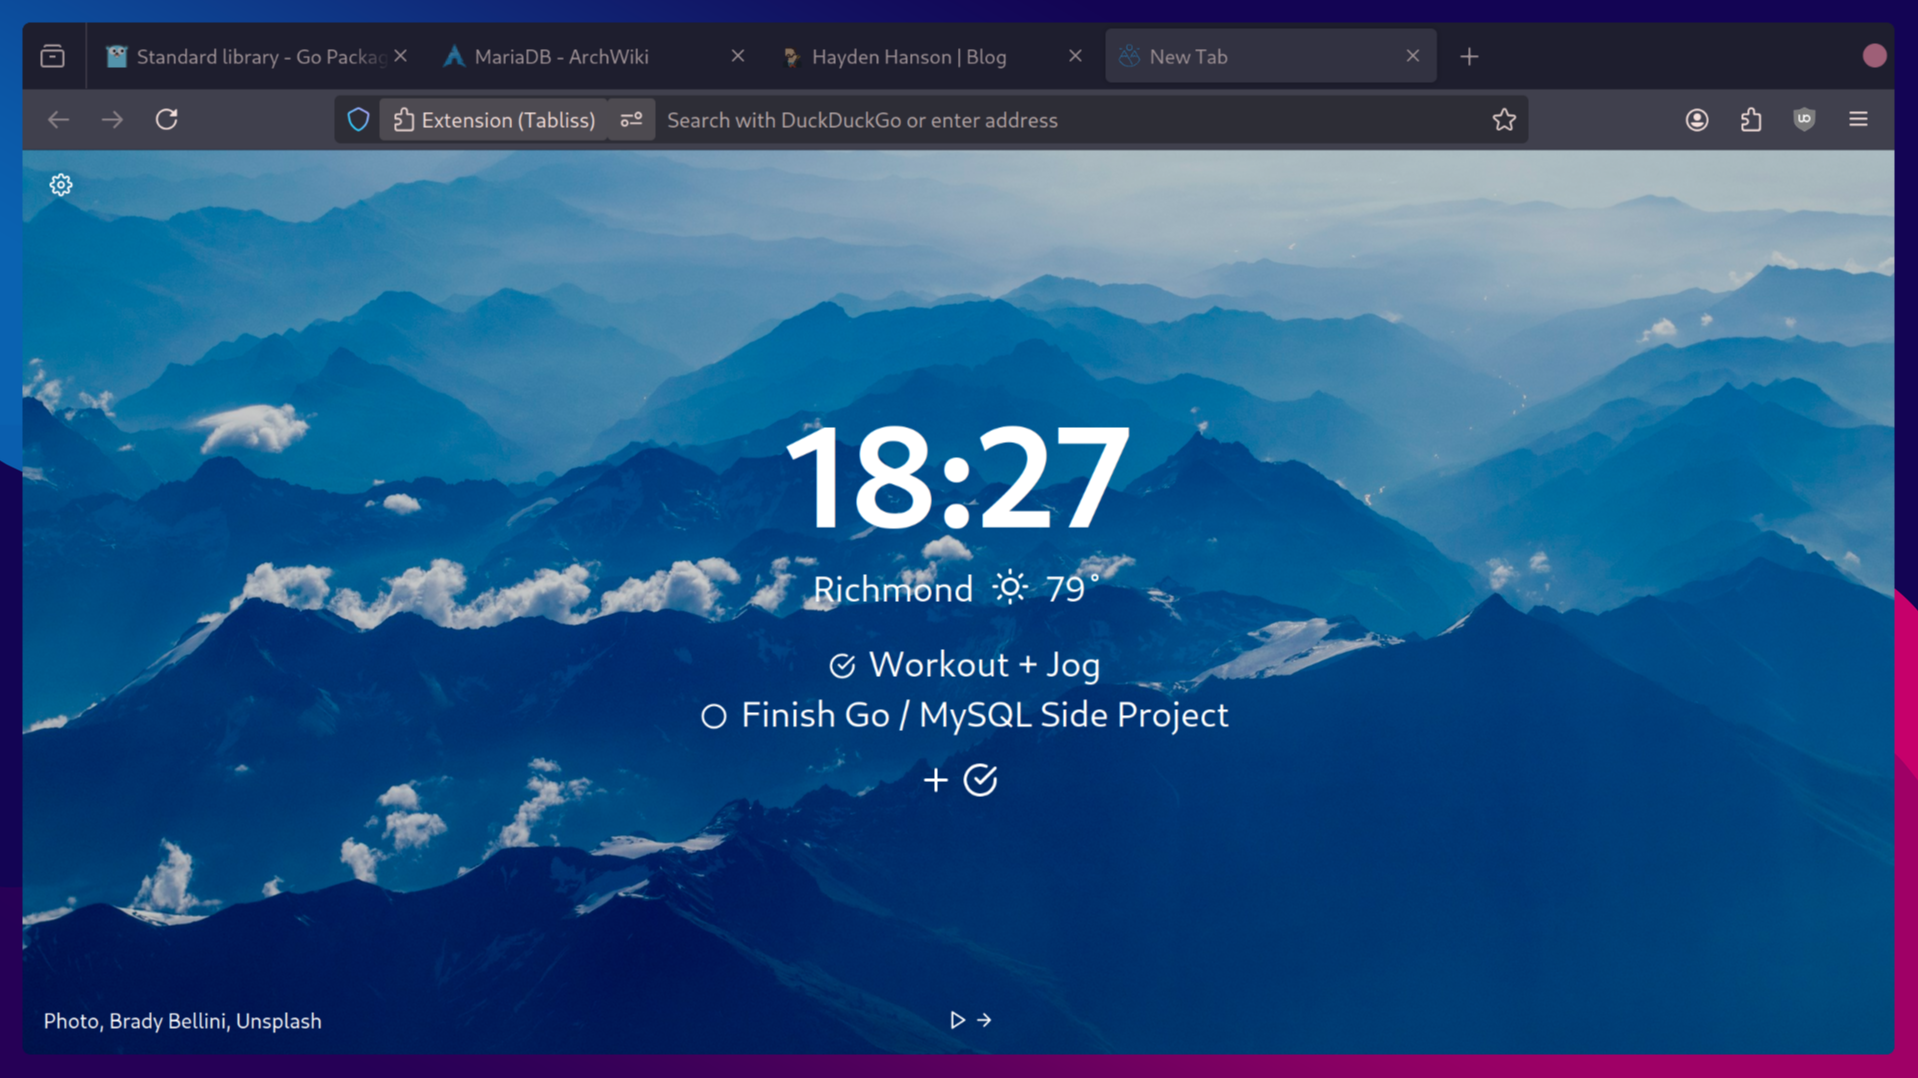 Standard library - Go Packag
MariaDB - ArchWiki
Hayden Hanson | Blog
New Tab
Extension (Tabliss)
Search with DuckDuckGo or enter address
18:27
Richmond 79°
Workout + Jog
Finish Go / MySQL Side Project
Photo, Brady Bellini, Unsplash